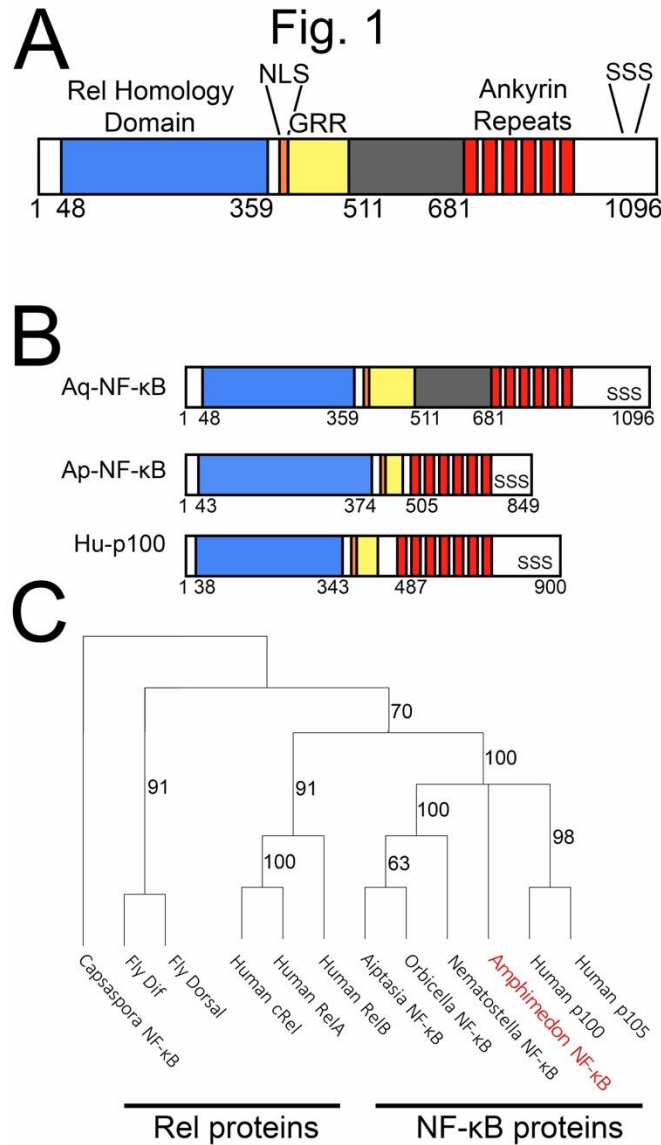 Fig. 1
A
NLS
SSS
Rel Homology
Domain
GRR
Ankyrin
Repeats
1 48 359 511 681 1096
B
Aq-NF-κB
SSS
1 48 359 511 681 1096
Ap-NF-κB
SSS
1 43 374 505 849
Hu-p100
SSS
1 38 343 487 900
C
70
100
91
91
100
98
100
63
Capsaspora NF-κB
Fly Dif
Fly Dorsal
Human cRel
Human RelA
Human RelB
Aiptasia NF-κB
Orbicella NF-κB
Nematostella NF-κB
Amphimedon NF-κB
Human p100
Human p105
Rel proteins
NF-κB proteins